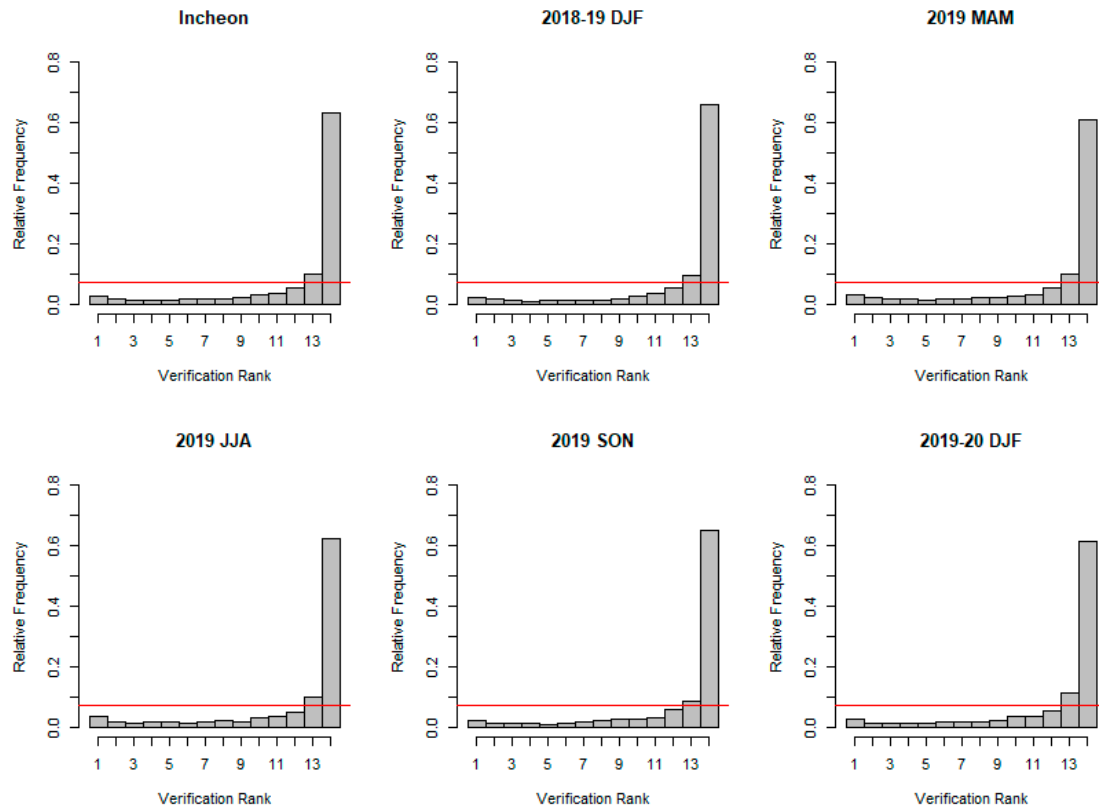 Incheon
2018-19 DJF
2019 MAM
Relative Frequency
0.0 0.2 0.4 0.6 0.8
1 3 5 7 9 11 13
Verification Rank
Relative Frequency
0.0 0.2 0.4 0.6 0.8
1 3 5 7 9 11 13
Verification Rank
Relative Frequency
0.0 0.2 0.4 0.6 0.8
1 3 5 7 9 11 13
Verification Rank
2019 JJA
2019 SON
2019-20 DJF
Relative Frequency
0.0 0.2 0.4 0.6 0.8
1 3 5 7 9 11 13
Verification Rank
Relative Frequency
0.0 0.2 0.4 0.6 0.8
1 3 5 7 9 11 13
Verification Rank
Relative Frequency
0.0 0.2 0.4 0.6 0.8
1 3 5 7 9 11 13
Verification Rank